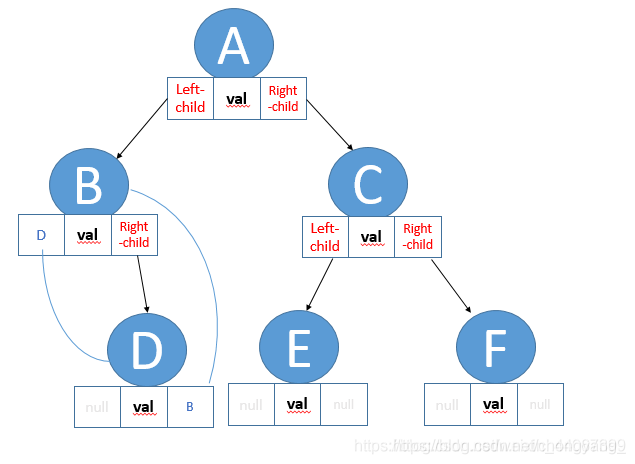 A
Left-
child
val
Right
-child
B
C
D
val
Right
-child
Left-
child
val
Right
-child
D
E
F
null
val
B
null
val
null
null
val
null